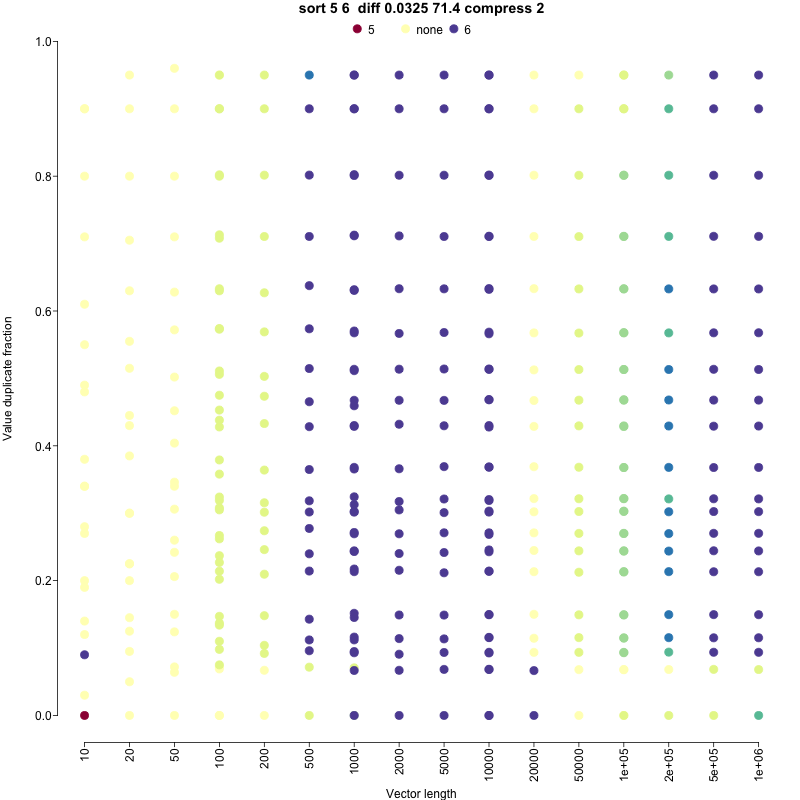 sort 5 6  diff 0.0325 71.4 compress 2
5 none 6
Value duplicate fraction
1.0
0.8
0.6
0.4
0.2
0.0
10 20 50 100 200 500 1000 2000 5000 10000 20000 50000 1e+05 2e+05 5e+05 1e+06
Vector length